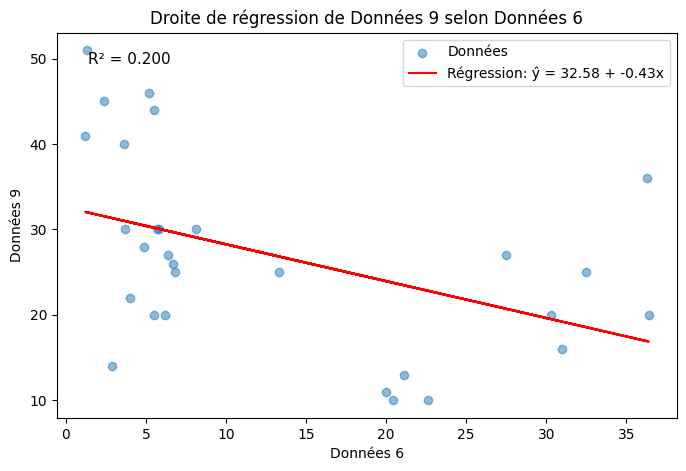 Droite de régression de Données 9 selon Données 6
R² = 0.200
Données
Régression: ŷ = 32.58 + -0.43x
Données 9
50
40
30
20
10
0
5
10
15
20
25
30
35
Données 6